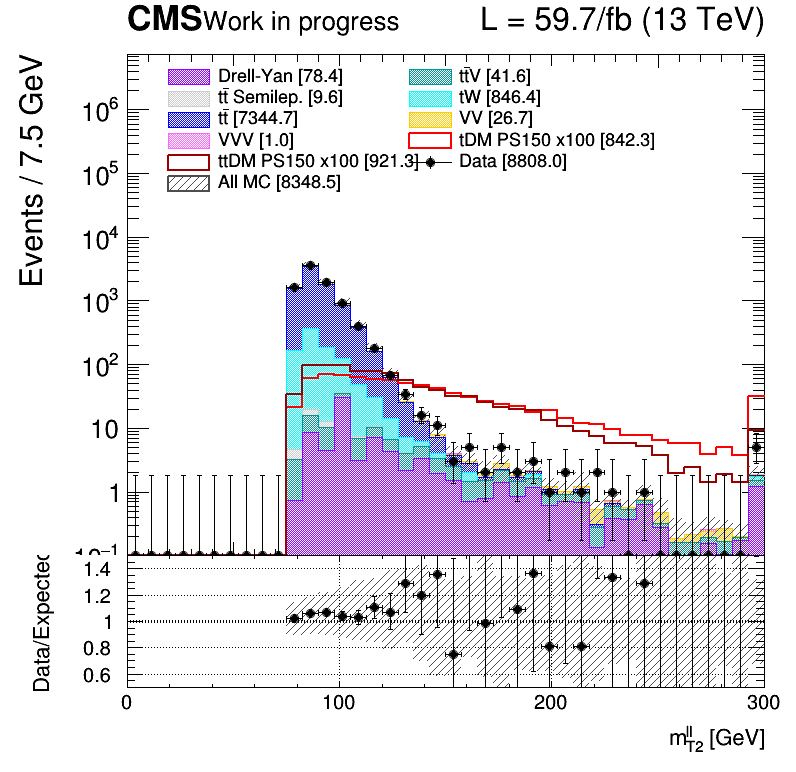 CMS Work in progress L = 59.7/fb (13 TeV)
Events / 7.5 GeV
Drell-Yan [78.4] tt̄V [41.6]
tt̄ Semilep. [9.6] tW [846.4]
tt̄ [7344.7] VV [26.7]
VVV [1.0] tDM PS150 x100 [842.3]
ttDM PS150 x100 [921.3] Data [8808.0]
All MC [8348.5]
10⁶
10⁵
10⁴
10³
10²
10
1
10⁻¹
Data/Expected
1.4
1.2
1
0.8
0.6
0 100 200 300
m_{T2}^{ll} [GeV]